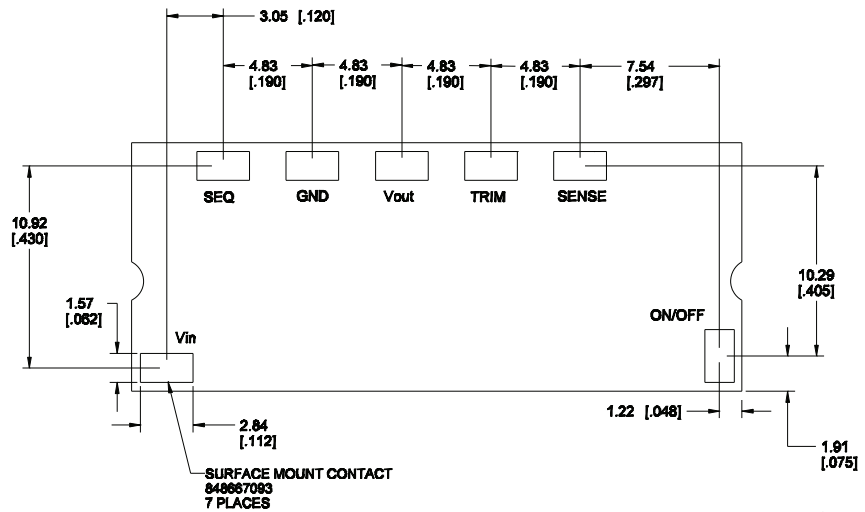 3.05 [.120]
4.83
[.190]
4.83
[.190]
4.83
[.190]
4.83
[.190]
7.54
[.297]
SEQ
GND
Vout
TRIM
SENSE
10.92
[.430]
10.29
[.405]
1.57
[.062]
Vin
ON/OFF
1.22 [.048]
2.84
[.112]
1.91
[.075]
SURFACE MOUNT CONTACT
848667093
7 PLACES